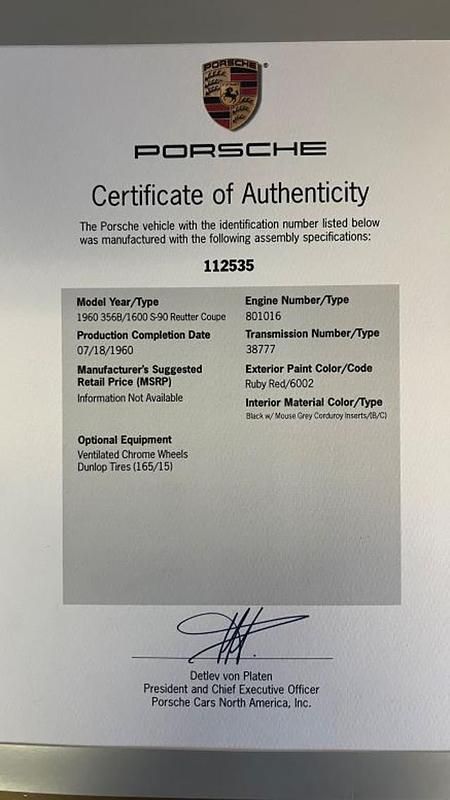 PORSCHE
PORSCHE
Certificate of Authenticity
The Porsche vehicle with the identification number listed below
was manufactured with the following assembly specifications:
112535
Model Year/Type
1960 356B/1600 S-90 Reutter Coupe
Production Completion Date
07/18/1960
Manufacturer's Suggested
Retail Price (MSRP)
Information Not Available
Optional Equipment
Ventilated Chrome Wheels
Dunlop Tires (165/15)
Engine Number/Type
801016
Transmission Number/Type
38777
Exterior Paint Color/Code
Ruby Red/6002
Interior Material Color/Type
Black w/ Mouse Grey Corduroy Inserts/(B/C)
Detlev von Platen
President and Chief Executive Officer
Porsche Cars North America, Inc.